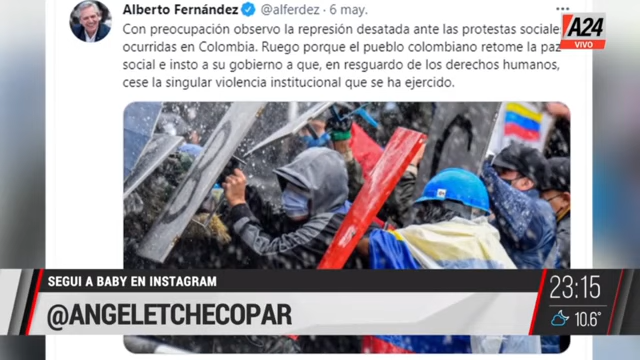 Alberto Fernández @alferdez · 6 may.
Con preocupación observo la represión desatada ante las protestas sociales
ocurridas en Colombia. Ruego porque el pueblo colombiano retome la paz
social e insto a su gobierno a que, en resguardo de los derechos humanos,
cese la singular violencia institucional que se ha ejercido.
A24
VIVO
SEGUI A BABY EN INSTAGRAM
@ANGELETCHECOPAR
23:15
10.6°